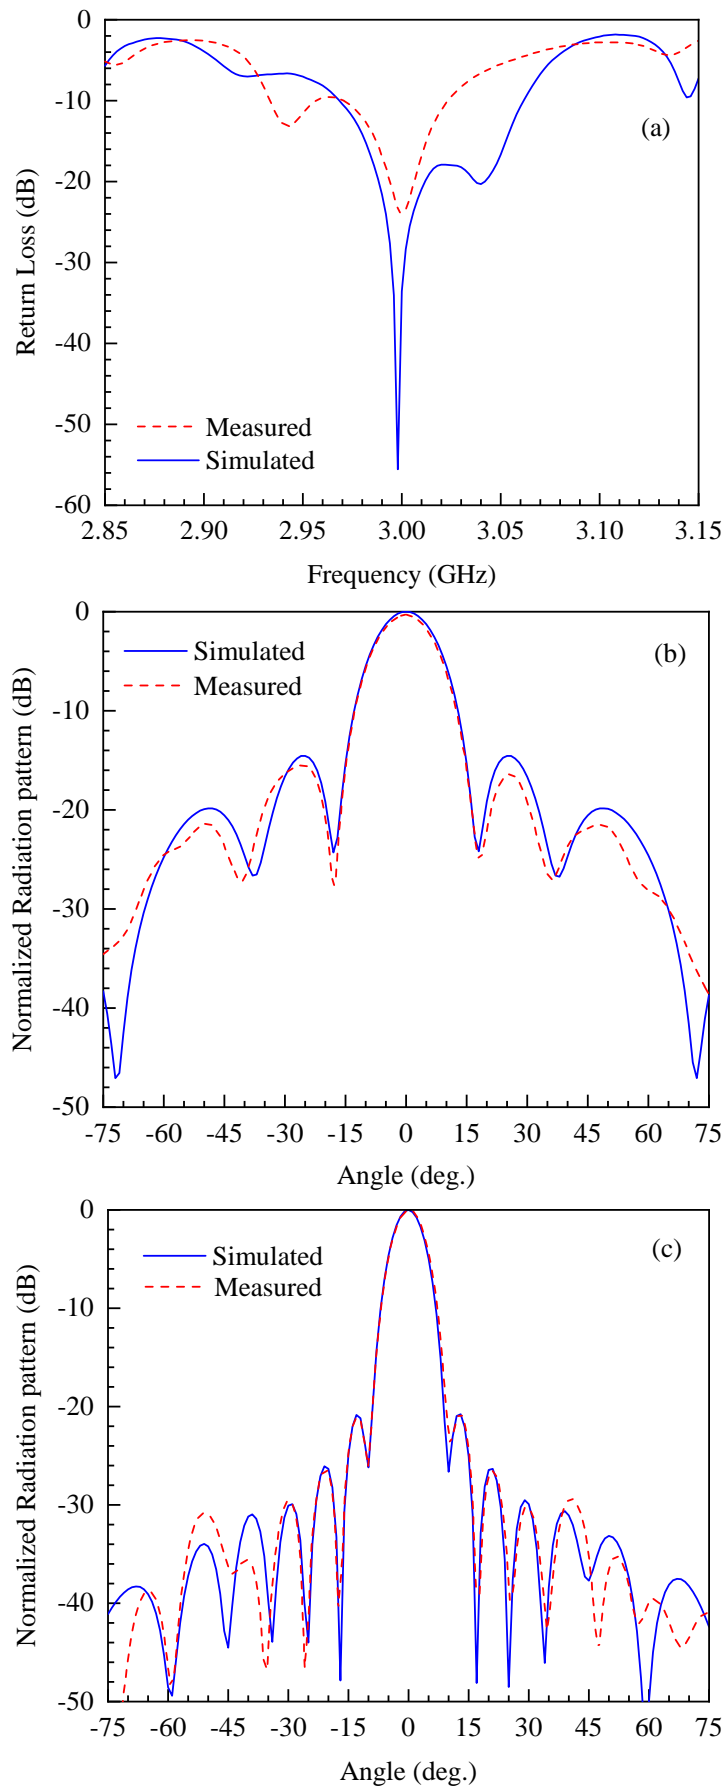 0
-10
-20
-30
-40
-50
-60
Return Loss (dB)
(a)
Measured
Simulated
2.85 2.90 2.95 3.00 3.05 3.10 3.15
Frequency (GHz)
0
-10
-20
-30
-40
-50
Normalized Radiation pattern (dB)
Simulated
Measured
(b)
-75 -60 -45 -30 -15 0 15 30 45 60 75
Angle (deg.)
0
-10
-20
-30
-40
-50
Normalized Radiation pattern (dB)
Simulated
Measured
(c)
-75 -60 -45 -30 -15 0 15 30 45 60 75
Angle (deg.)